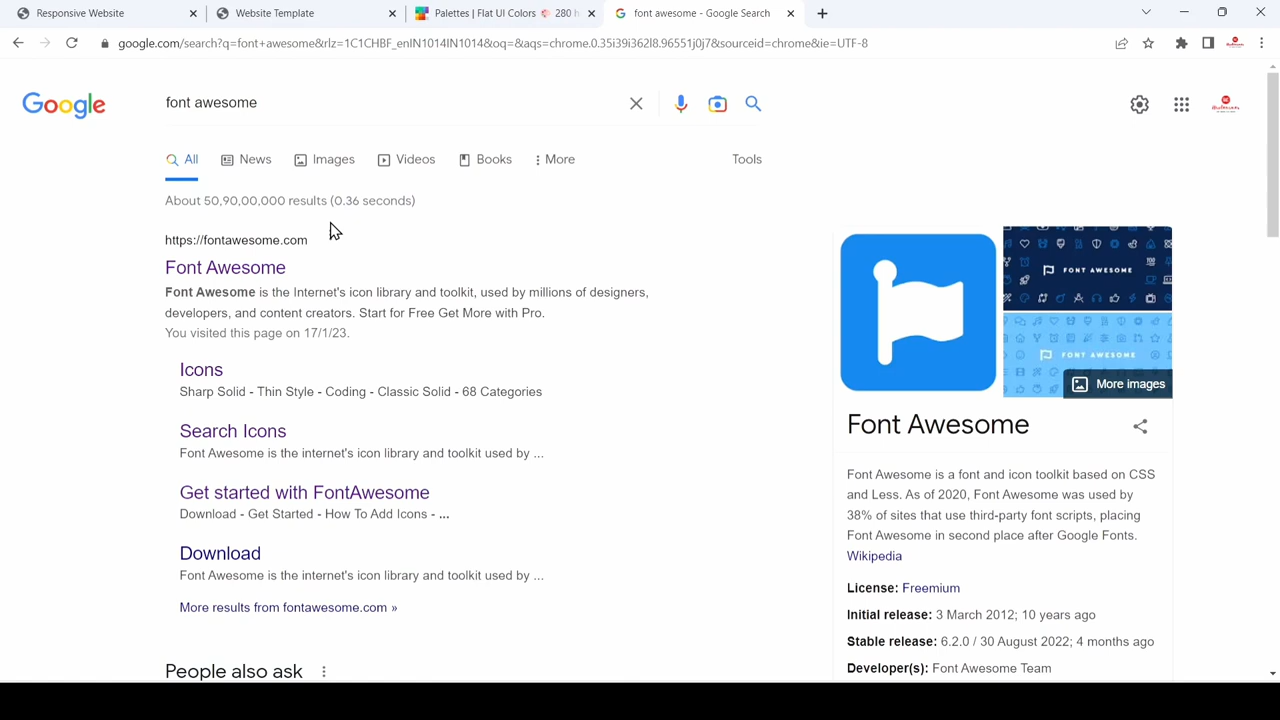 Responsive Website
Website Template
Palettes | Flat UI Colors 280 h
font awesome - Google Search
google.com/search?q=font+awesome&rlz=1C1CHBF_enIN1014IN1014&oq=&aqs=chrome.0.35i39i362l8.96551j0j7&sourceid=chrome&ie=UTF-8
Google
font awesome
All
News
Images
Videos
Books
More
Tools
About 50,90,00,000 results (0.36 seconds)
https://fontawesome.com
Font Awesome
Font Awesome is the Internet's icon library and toolkit, used by millions of designers,
developers, and content creators. Start for Free Get More with Pro.
You visited this page on 17/1/23.
Icons
Sharp Solid - Thin Style - Coding - Classic Solid - 68 Categories
Search Icons
Font Awesome is the internet's icon library and toolkit used by ...
Get started with FontAwesome
Download - Get Started - How To Add Icons - ...
Download
Font Awesome is the internet's icon library and toolkit used by ...
More results from fontawesome.com »
People also ask
FONT AWESOME
FONT AWESOME
More images
Font Awesome
Font Awesome is a font and icon toolkit based on CSS
and Less. As of 2020, Font Awesome was used by
38% of sites that use third-party font scripts, placing
Font Awesome in second place after Google Fonts.
Wikipedia
License: Freemium
Initial release: 3 March 2012; 10 years ago
Stable release: 6.2.0 / 30 August 2022; 4 months ago
Developer(s): Font Awesome Team